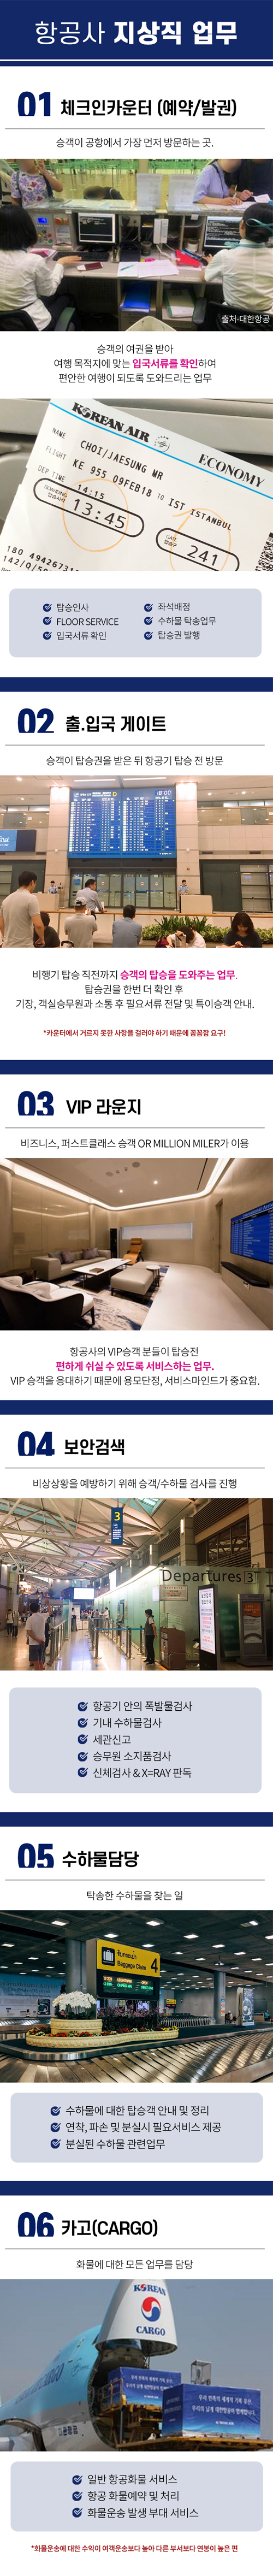 항공사 지상직 업무
01 체크인카운터 (예약/발권)
승객이 공항에서 가장 먼저 방문하는 곳.
출처-대한항공
승객의 여권을 받아
여행 목적지에 맞는 입국서류를 확인하여
편안한 여행이 되도록 도와드리는 업무
KOREAN AIR
ECONOMY
NAME
CHOI/JAESUNG MR
FLIGHT
KE 955 09FEB18
TO
IST ISTANBUL
DEP TIME
14:15
BOARDING TIME
13:45
GATE
241
탑승인사
좌석배정
FLOOR SERVICE
수하물 탁송업무
입국서류 확인
탑승권 발행
02 출.입국 게이트
승객이 탑승권을 받은 뒤 항공기 탑승 전 방문
18:00
비행기 탑승 직전까지 승객의 탑승을 도와주는 업무.
탑승권을 한번 더 확인 후
기장, 객실승무원과 소통 후 필요서류 전달 및 특이승객 안내.
*카운터에서 거르지 못한 사항을 걸러야 하기 때문에 꼼꼼함 요구!
03 VIP 라운지
비즈니스, 퍼스트클래스 승객 OR MILLION MILER가 이용
항공사의 VIP승객 분들이 탑승전
편하게 쉬실 수 있도록 서비스하는 업무.
VIP 승객을 응대하기 때문에 용모단정, 서비스마인드가 중요함.
04 보안검색
비상상황을 예방하기 위해 승객/수하물 검사를 진행
3
Departures 3
항공기 안의 폭발물검사
기내 수하물검사
세관신고
승무원 소지품검사
신체검사 & X=RAY 판독
05 수하물담당
탁송한 수하물을 찾는 일
Baggage Claim
4
수하물에 대한 탑승객 안내 및 정리
연착, 파손 및 분실시 필요서비스 제공
분실된 수하물 관련업무
06 카고(CARGO)
화물에 대한 모든 업무를 담당
KOREAN
CARGO
일반 항공화물 서비스
항공 화물예약 및 처리
화물운송 발생 부대 서비스
*화물운송에 대한 수익이 여객운송보다 높아 다른 부서보다 연봉이 높은 편